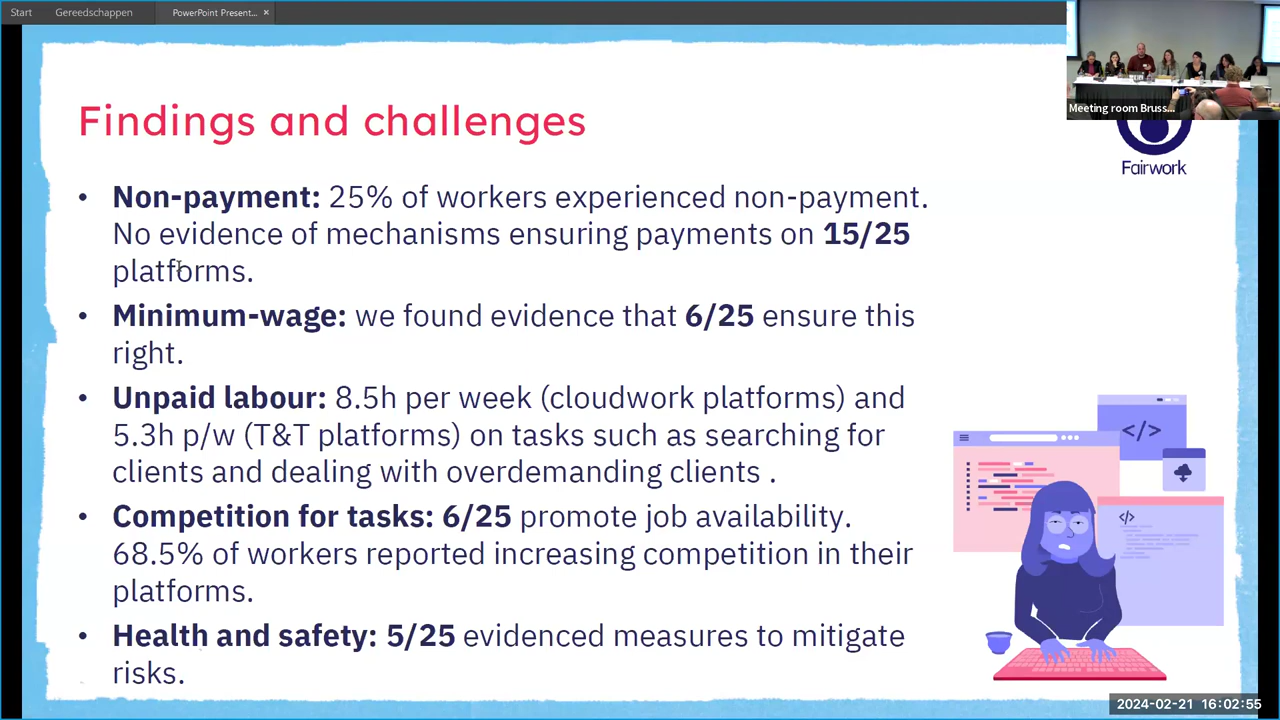 Start Gereedschappen PowerPoint Present... ×
Meeting room Bruss...
Fairwork
Findings and challenges
• Non-payment: 25% of workers experienced non-payment.
No evidence of mechanisms ensuring payments on 15/25
platforms.
• Minimum-wage: we found evidence that 6/25 ensure this
right.
• Unpaid labour: 8.5h per week (cloudwork platforms) and
5.3h p/w (T&T platforms) on tasks such as searching for
clients and dealing with overdemanding clients .
• Competition for tasks: 6/25 promote job availability.
68.5% of workers reported increasing competition in their
platforms.
• Health and safety: 5/25 evidenced measures to mitigate
risks.
</>
</>
2024-02-21 16:02:55